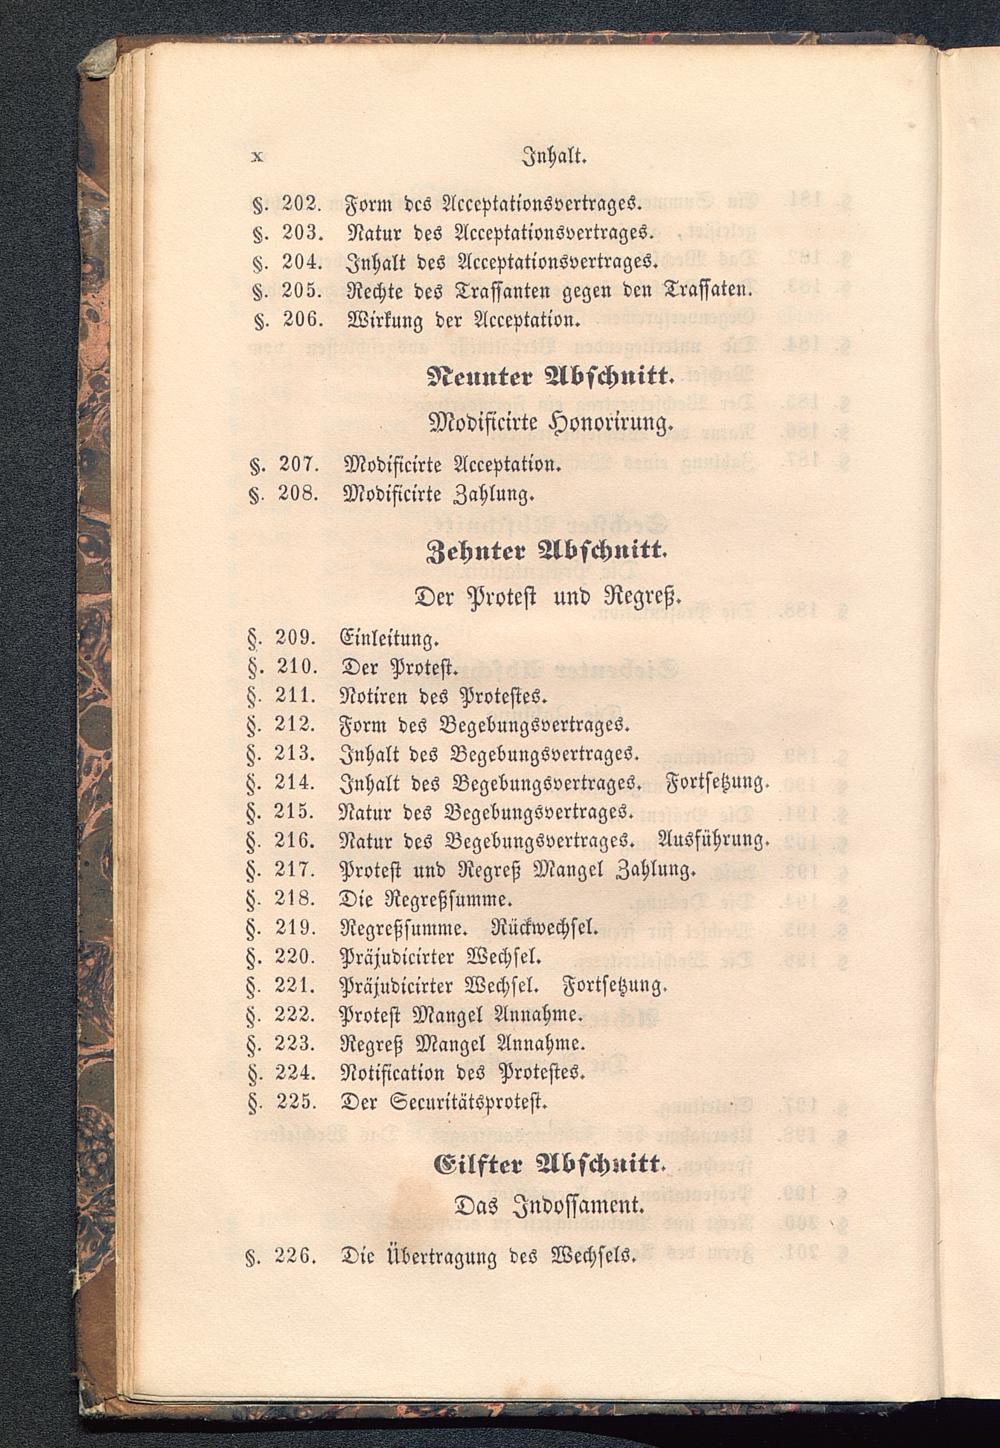 x Inhalt.
§. 202. Form des Acceptationsvertrages.
§. 203. Natur des Acceptationsvertrages.
§. 204. Inhalt des Acceptationsvertrages.
§. 205. Rechte des Trassanten gegen den Trassaten.
§. 206. Wirkung der Acceptation.
Neunter Abschnitt.
Modificirte Honorirung.
§. 207. Modificirte Acceptation.
§. 208. Modificirte Zahlung.
Zehnter Abschnitt.
Der Protest und Regreß.
§. 209. Einleitung.
§. 210. Der Protest.
§. 211. Notiren des Protestes.
§. 212. Form des Begebungsvertrages.
§. 213. Inhalt des Begebungsvertrages.
§. 214. Inhalt des Begebungsvertrages. Fortsetzung.
§. 215. Natur des Begebungsvertrages.
§. 216. Natur des Begebungsvertrages. Ausführung.
§. 217. Protest und Regreß Mangel Zahlung.
§. 218. Die Regreßsumme.
§. 219. Regreßsumme. Rückwechsel.
§. 220. Präjudicirter Wechsel.
§. 221. Präjudicirter Wechsel. Fortsetzung.
§. 222. Protest Mangel Annahme.
§. 223. Regreß Mangel Annahme.
§. 224. Notification des Protestes.
§. 225. Der Securitätsprotest.
Eilfter Abschnitt.
Das Indossament.
§. 226. Die Übertragung des Wechsels.